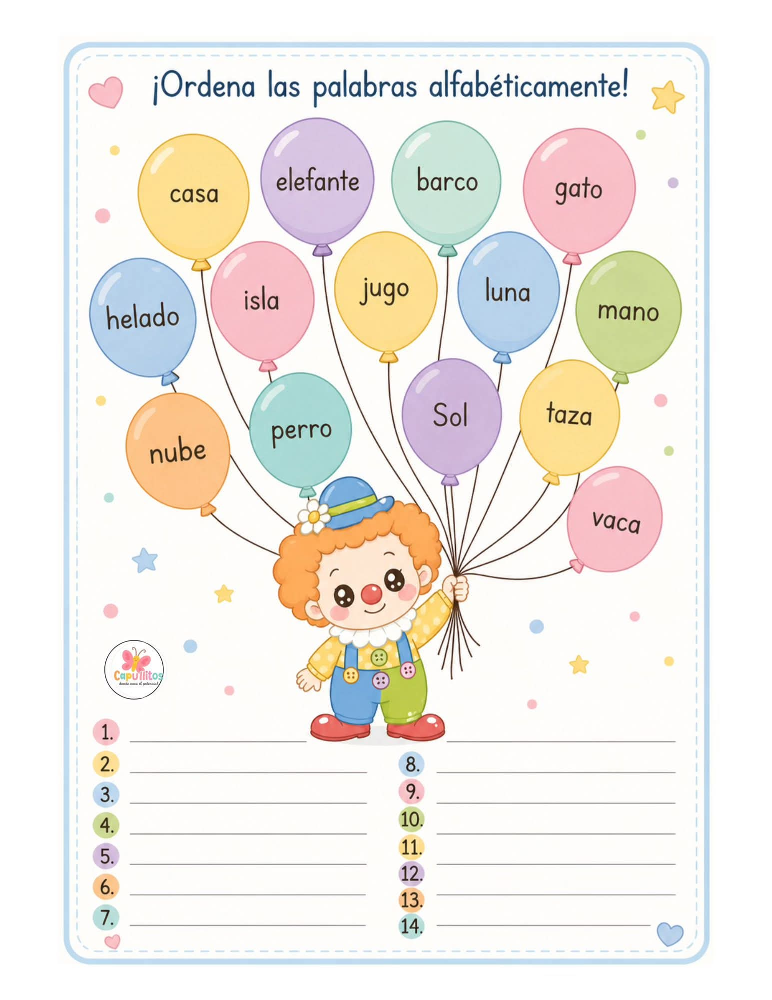 ¡Ordena las palabras alfabéticamente!
casa
elefante
barco
gato
helado
isla
jugo
luna
mano
nube
perro
Sol
taza
vaca
Capullitos
donde nace el potencial
1.
2.
3.
4.
5.
6.
7.
8.
9.
10.
11.
12.
13.
14.